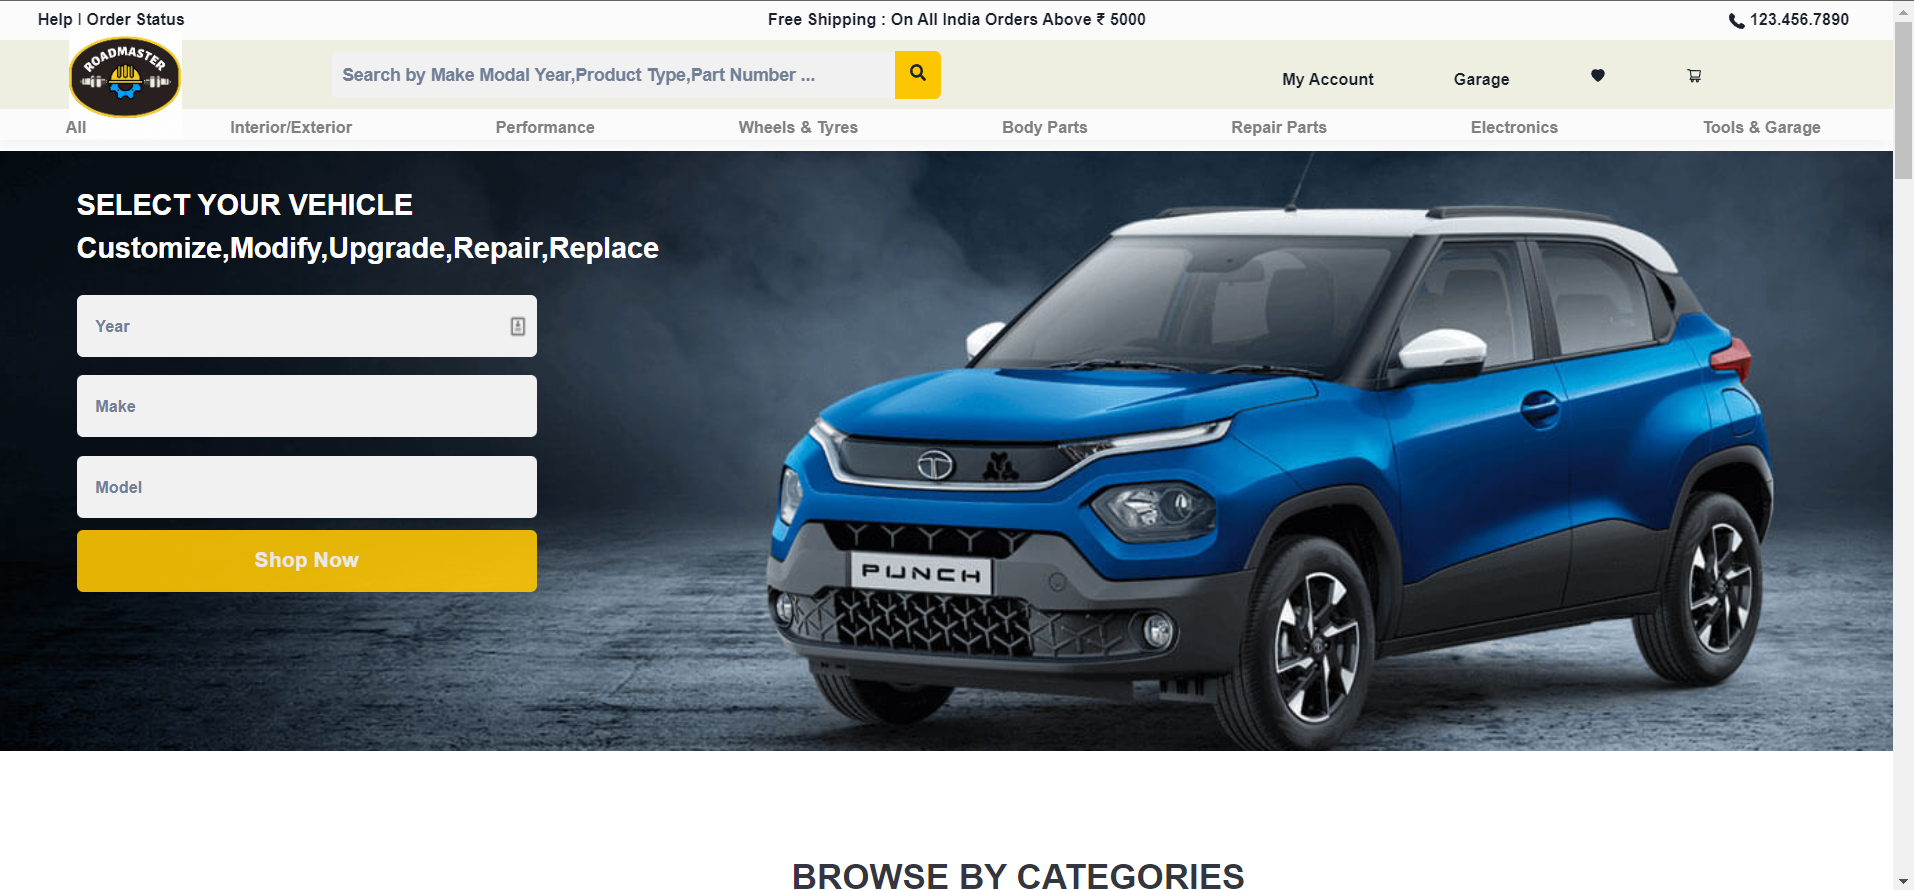 Help | Order Status
Free Shipping : On All India Orders Above ₹ 5000
123.456.7890
ROADMASTER
Search by Make Modal Year,Product Type,Part Number ...
My Account
Garage
All
Interior/Exterior
Performance
Wheels & Tyres
Body Parts
Repair Parts
Electronics
Tools & Garage
SELECT YOUR VEHICLE
Customize,Modify,Upgrade,Repair,Replace
Year
Make
Model
Shop Now
PUNCH
BROWSE BY CATEGORIES